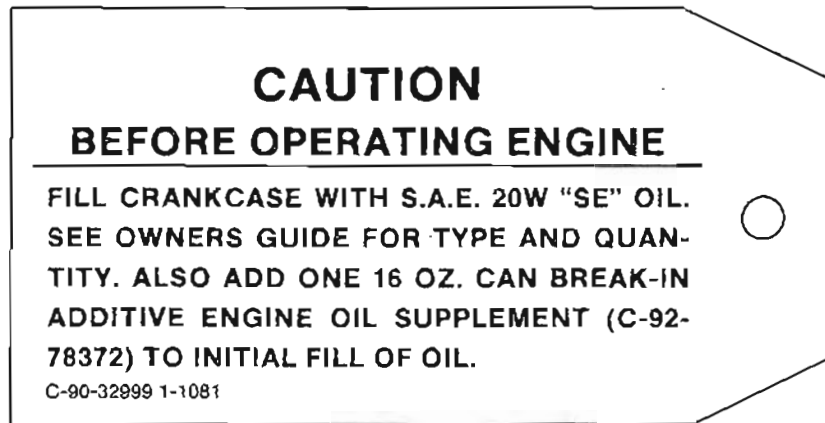 CAUTION
BEFORE OPERATING ENGINE
FILL CRANKCASE WITH S.A.E. 20W "SE" OIL.
SEE OWNERS GUIDE FOR TYPE AND QUAN-
TITY. ALSO ADD ONE 16 OZ. CAN BREAK-IN
ADDITIVE ENGINE OIL SUPPLEMENT (C-92-
78372) TO INITIAL FILL OF OIL.
C-90-32999 1-1081